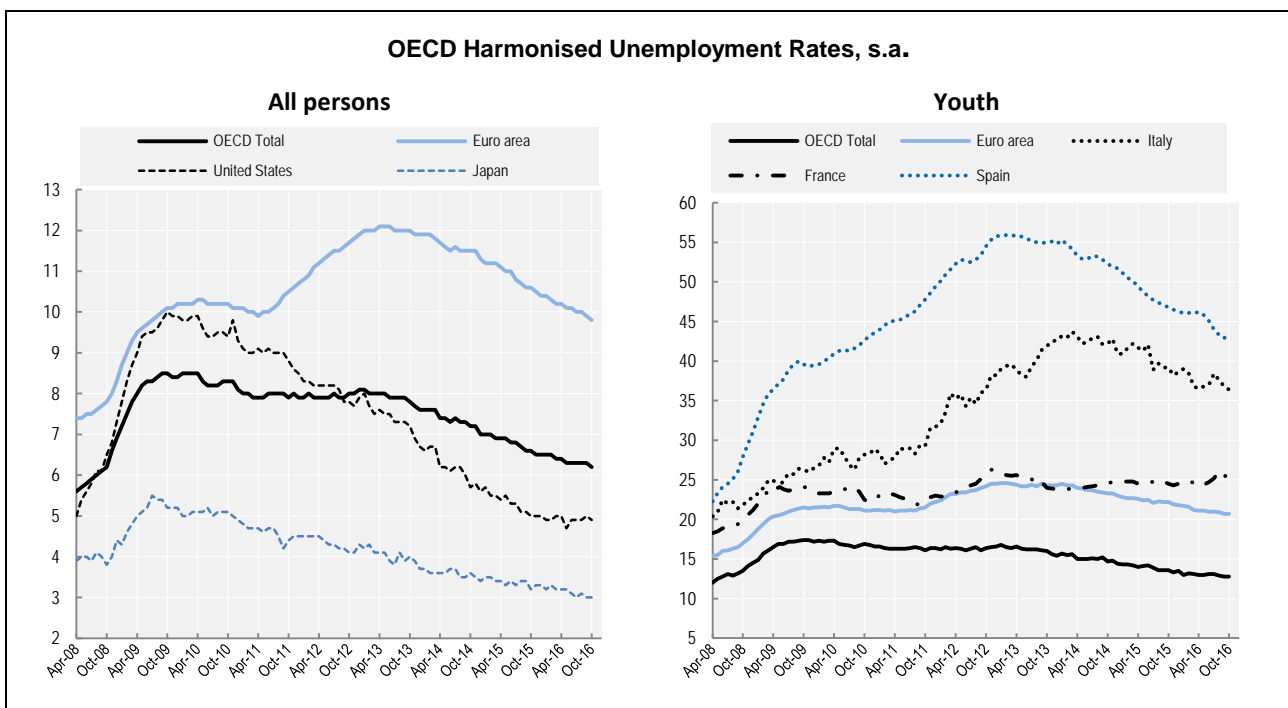 OECD Harmonised Unemployment Rates, s.a.
All persons
OECD Total Euro area
United States Japan
13
12
11
10
9
8
7
6
5
4
3
2
Apr-08 Oct-08 Apr-09 Oct-09 Apr-10 Oct-10 Apr-11 Oct-11 Apr-12 Oct-12 Apr-13 Oct-13 Apr-14 Oct-14 Apr-15 Oct-15 Apr-16 Oct-16
Youth
OECD Total Euro area Italy
France Spain
60
55
50
45
40
35
30
25
20
15
10
5
Apr-08 Oct-08 Apr-09 Oct-09 Apr-10 Oct-10 Apr-11 Oct-11 Apr-12 Oct-12 Apr-13 Oct-13 Apr-14 Oct-14 Apr-15 Oct-15 Apr-16 Oct-16